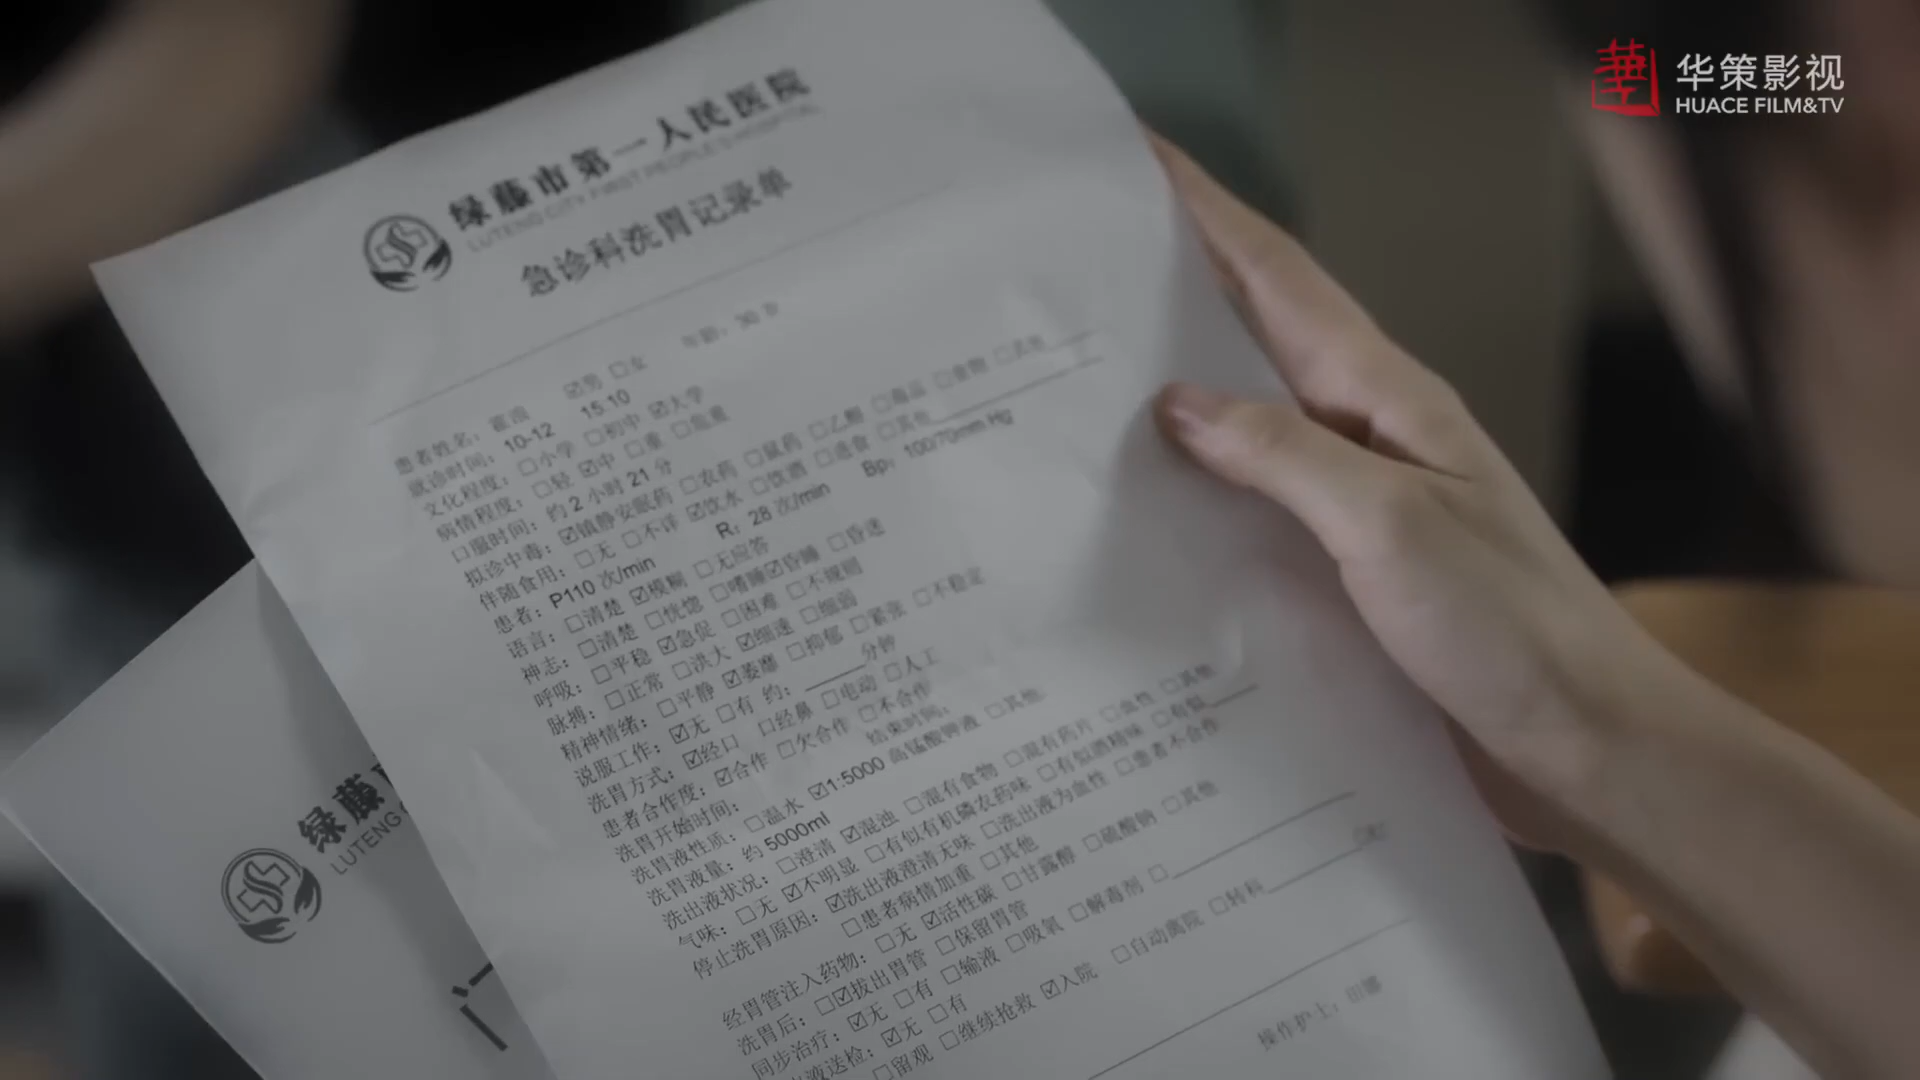 华策影视
HUACE FILM&TV
绿藤市第一人民医院
LUTENG CITY FIRST PEOPLE'S HOSPITAL
急诊科洗胃记录单
患者姓名： ☑男 □女 年龄：30岁
就诊时间：10-12 15:10
文化程度：□小学 □初中 ☑大学
病情程度：□轻 ☑中 □重 □危重
口服时间：约2小时21分
拟诊中毒：☑镇静安眠药 □农药 □鼠药 □乙醇 □毒品 □食物 □其他
伴随食用：□无 □不详 ☑饮水 □饮酒 □进食 □其他
患者：P110次/min R：28次/min Bp：100/70mm Hg
语言：□清楚 ☑模糊 □无应答
神志：□清楚 □恍惚 □嗜睡☑昏睡 □昏迷
呼吸：□平稳 ☑急促 □困难 □不规则
脉搏：□正常 □洪大 ☑细速 □细弱
精神情绪：□平静 ☑萎靡 □抑郁 □紧张 □不稳定
说服工作：☑无 □有 约：____分钟
洗胃方式：☑经口 □经鼻 □电动 □人工
患者合作度：☑合作 □欠合作 □不合作
洗胃开始时间： 结束时间：
洗胃液性质：□温水 ☑1:5000高锰酸钾液 □其他
洗胃液量：约5000ml
洗出液状况：□澄清 ☑混浊 □混有食物 □混有药片 □血性 □其他
气味：□无 ☑不明显 □有似有机磷农药味 □有似酒精味 □有似
停止洗胃原因：☑洗出液澄清无味 □洗出液为血性 □患者不合作
□患者病情加重 □其他
经胃管注入药物：□无 ☑活性碳 □甘露醇 □硫酸钠 □其他
洗胃后：□☑拔出胃管 □保留胃管
同步治疗：☑无 □有 □输液 □吸氧 □解毒剂 □
液送检：☑无 □有
□留观 □继续抢救 ☑入院 □自动离院 □转科
操作护士：
绿藤
LUTENG